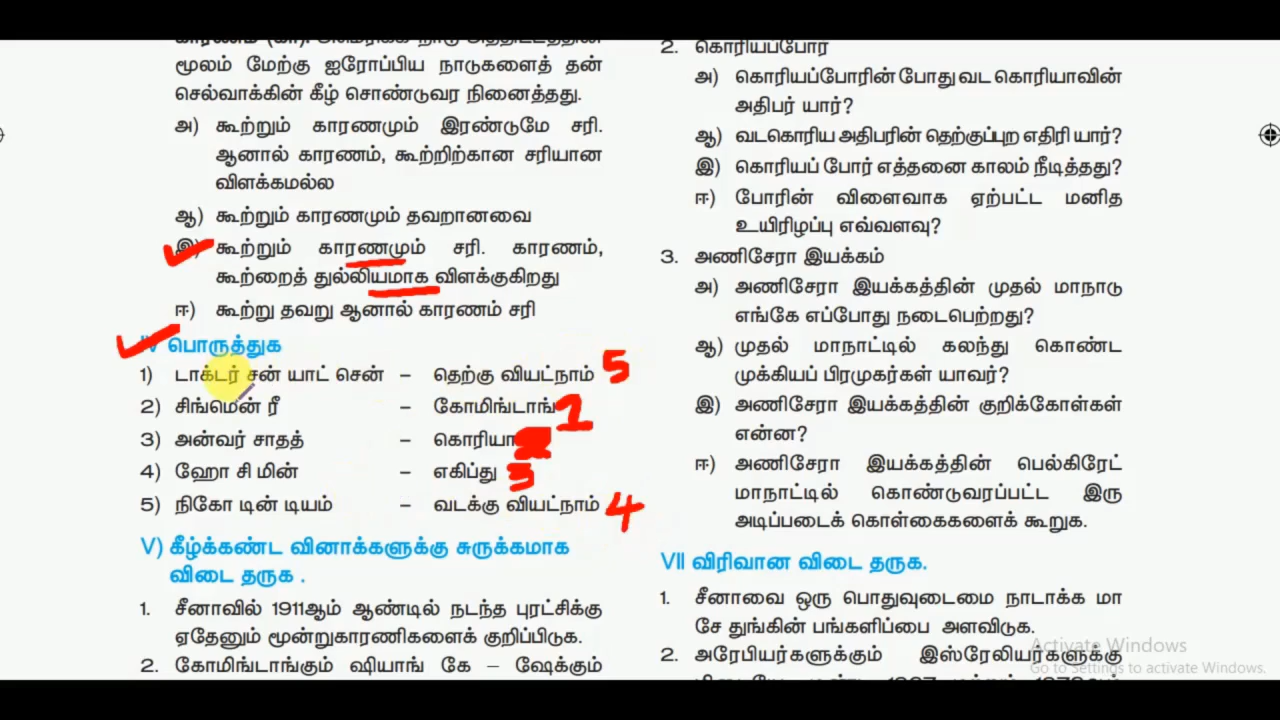 காரணம் (கா): அமெரிக்க நாடு அத்திட்டத்தின்
மூலம் மேற்கு ஐரோப்பிய நாடுகளைத் தன்
செல்வாக்கின் கீழ் சொண்டுவர நினைத்தது.
அ) கூற்றும் காரணமும் இரண்டுமே சரி.
ஆனால் காரணம், கூற்றிற்கான சரியான
விளக்கமல்ல
ஆ) கூற்றும் காரணமும் தவறானவை
இ) கூற்றும் காரணமும் சரி. காரணம்,
கூற்றைத் துல்லியமாக விளக்குகிறது
ஈ) கூற்று தவறு ஆனால் காரணம் சரி
IV பொருத்துக
1) டாக்டர் சன் யாட் சென் – தெற்கு வியட்நாம் 5
2) சிங்மென் ரீ – கோமிங்டாங் 1
3) அன்வர் சாதத் – கொரியா
4) ஹோ சி மின் – எகிப்து 3
5) நிகோ டின் டியம் – வடக்கு வியட்நாம் 4
V) கீழ்க்கண்ட வினாக்களுக்கு சுருக்கமாக
விடை தருக .
1. சீனாவில் 1911ஆம் ஆண்டில் நடந்த புரட்சிக்கு
ஏதேனும் மூன்றுகாரணிகளைக் குறிப்பிடுக.
2. கோமிங்டாங்கும் ஷியாங் கே – ஷேக்கும்
2. கொரியப்போர்
அ) கொரியப்போரின் போது வட கொரியாவின்
அதிபர் யார்?
ஆ) வடகொரிய அதிபரின் தெற்குப்புற எதிரி யார்?
இ) கொரியப் போர் எத்தனை காலம் நீடித்தது?
ஈ) போரின் விளைவாக ஏற்பட்ட மனித
உயிரிழப்பு எவ்வளவு?
3. அணிசேரா இயக்கம்
அ) அணிசேரா இயக்கத்தின் முதல் மாநாடு
எங்கே எப்போது நடைபெற்றது?
ஆ) முதல் மாநாட்டில் கலந்து கொண்ட
முக்கியப் பிரமுகர்கள் யாவர்?
இ) அணிசேரா இயக்கத்தின் குறிக்கோள்கள்
என்ன?
ஈ) அணிசேரா இயக்கத்தின் பெல்கிரேட்
மாநாட்டில் கொண்டுவரப்பட்ட இரு
அடிப்படைக் கொள்கைகளைக் கூறுக.
VII விரிவான விடை தருக.
1. சீனாவை ஒரு பொதுவுடைமை நாடாக்க மா
சே துங்கின் பங்களிப்பை அளவிடுக.
2. அரேபியர்களுக்கும் இஸ்ரேலியர்களுக்கு
Activate Windows
Go to Settings to activate Windows.